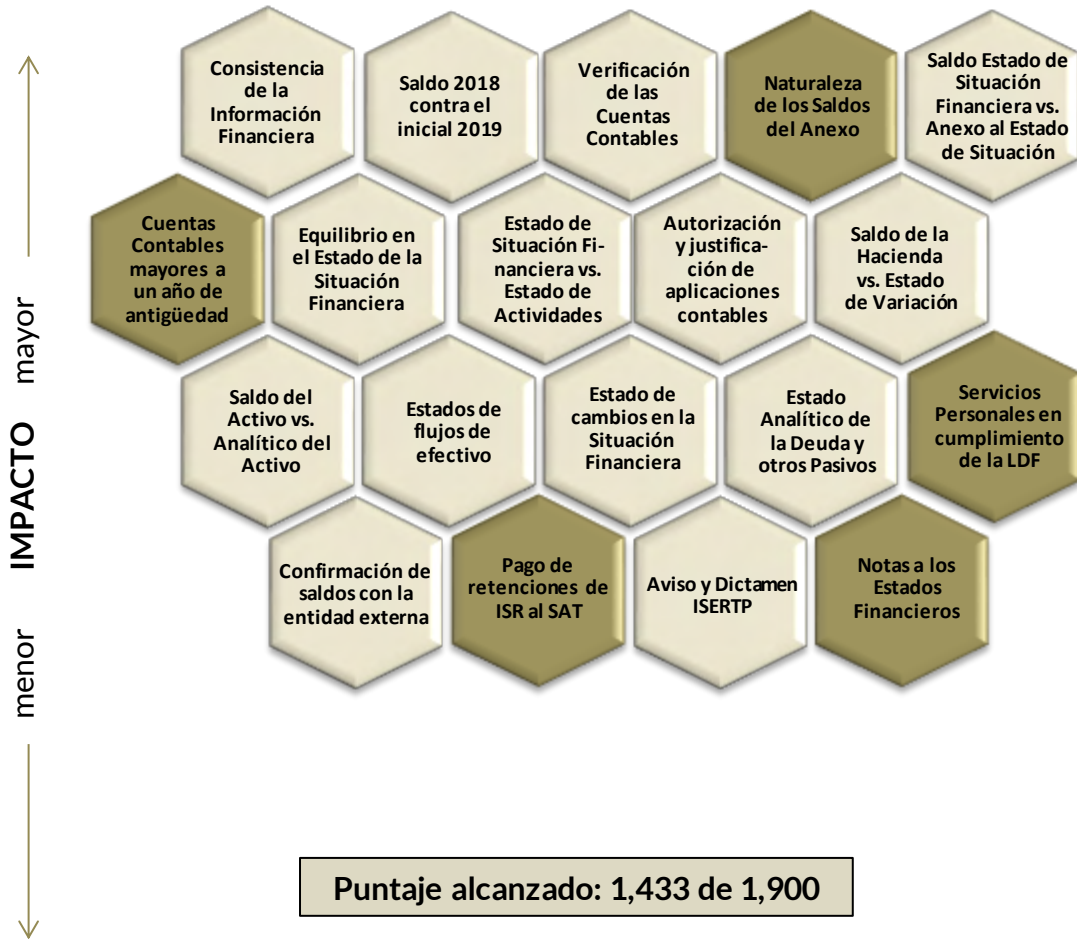 Consistencia
de la
Información
Financiera
Saldo 2018
contra el
inicial 2019
Verificación
de las
Cuentas
Contables
Naturaleza
de los Saldos
del Anexo
Saldo Estado de
Situación
Financiera vs.
Anexo al Estado
de Situación
Cuentas
Contables
mayores a
un año de
antigüedad
Equilibrio en
el Estado de la
Situación
Financiera
Estado de
Situación Fi-
nanciera vs.
Estado de
Actividades
Autorización
y justifica-
ción de
aplicaciones
contables
Saldo de la
Hacienda
vs. Estado
de Variación
Saldo del
Activo vs.
Analítico del
Activo
Estados de
flujos de
efectivo
Estado de
cambios en la
Situación
Financiera
Estado
Analítico de
la Deuda y
otros Pasivos
Servicios
Personales en
cumplimiento
de la LDF
Confirmación de
saldos con la
entidad externa
Pago de
retenciones de
ISR al SAT
Aviso y Dictamen
ISERTP
Notas a los
Estados
Financieros
menor IMPACTO mayor
Puntaje alcanzado: 1,433 de 1,900